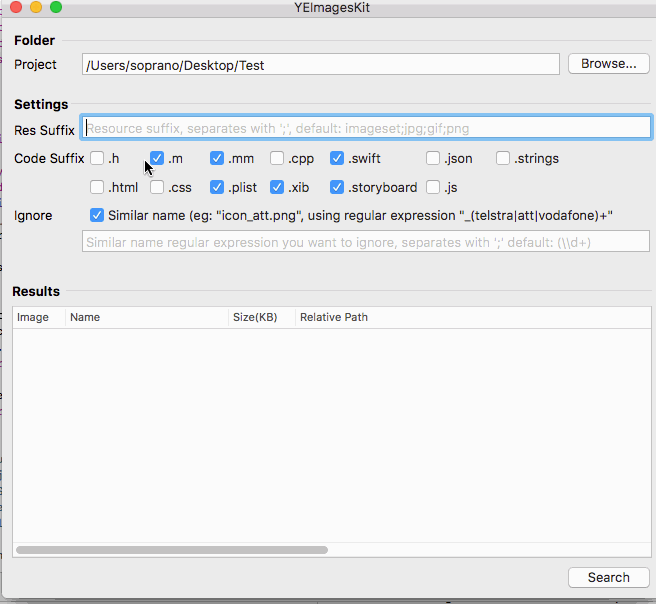 YEImagesKit
Folder
Project /Users/soprano/Desktop/Test Browse...
Settings
Res Suffix Resource suffix, separates with ';', default: imageset;jpg;gif;png
Code Suffix .h .m .mm .cpp .swift .json .strings
.html .css .plist .xib .storyboard .js
Ignore Similar name (eg: "icon_att.png", using regular expression "_(telstra|att|vodafone)+"
Similar name regular expression you want to ignore, separates with ';' default: (\\d+)
Results
Image Name Size(KB) Relative Path
Search